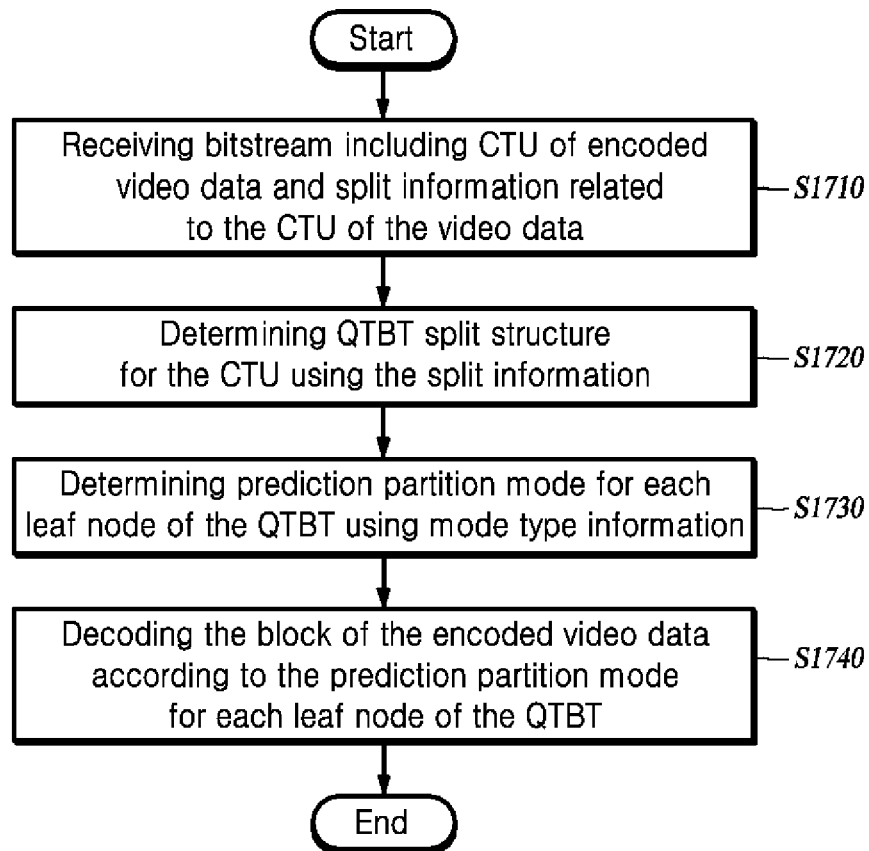 Start
Receiving bitstream including CTU of encoded
video data and split information related
to the CTU of the video data
S1710
Determining QTBT split structure
for the CTU using the split information
S1720
Determining prediction partition mode for each
leaf node of the QTBT using mode type information
S1730
Decoding the block of the encoded video data
according to the prediction partition mode
for each leaf node of the QTBT
S1740
End